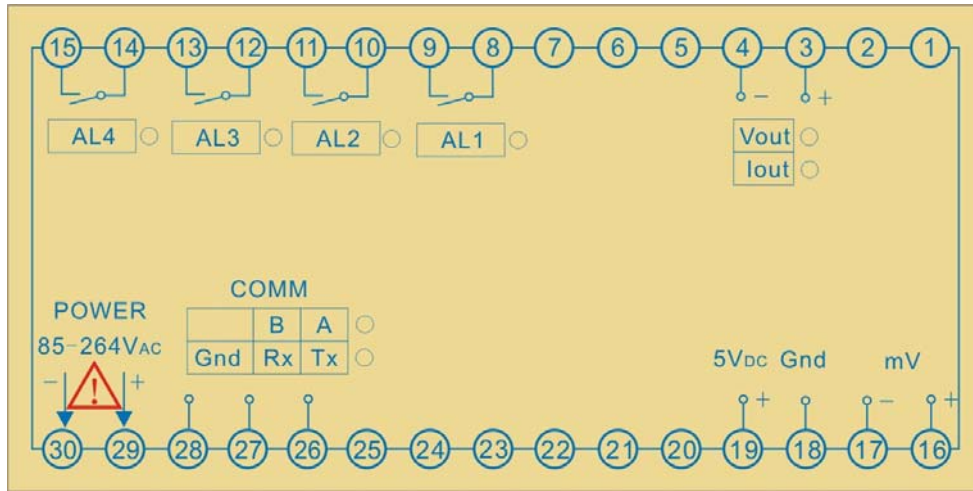 15 14 13 12 11 10 9 8 7 6 5 4 3 2 1
- +
AL4 AL3 AL2 AL1 Vout
Iout
COMM
POWER B A
85-264VAC Gnd Rx Tx 5VDC Gnd mV
- ! + + - +
30 29 28 27 26 25 24 23 22 21 20 19 18 17 16